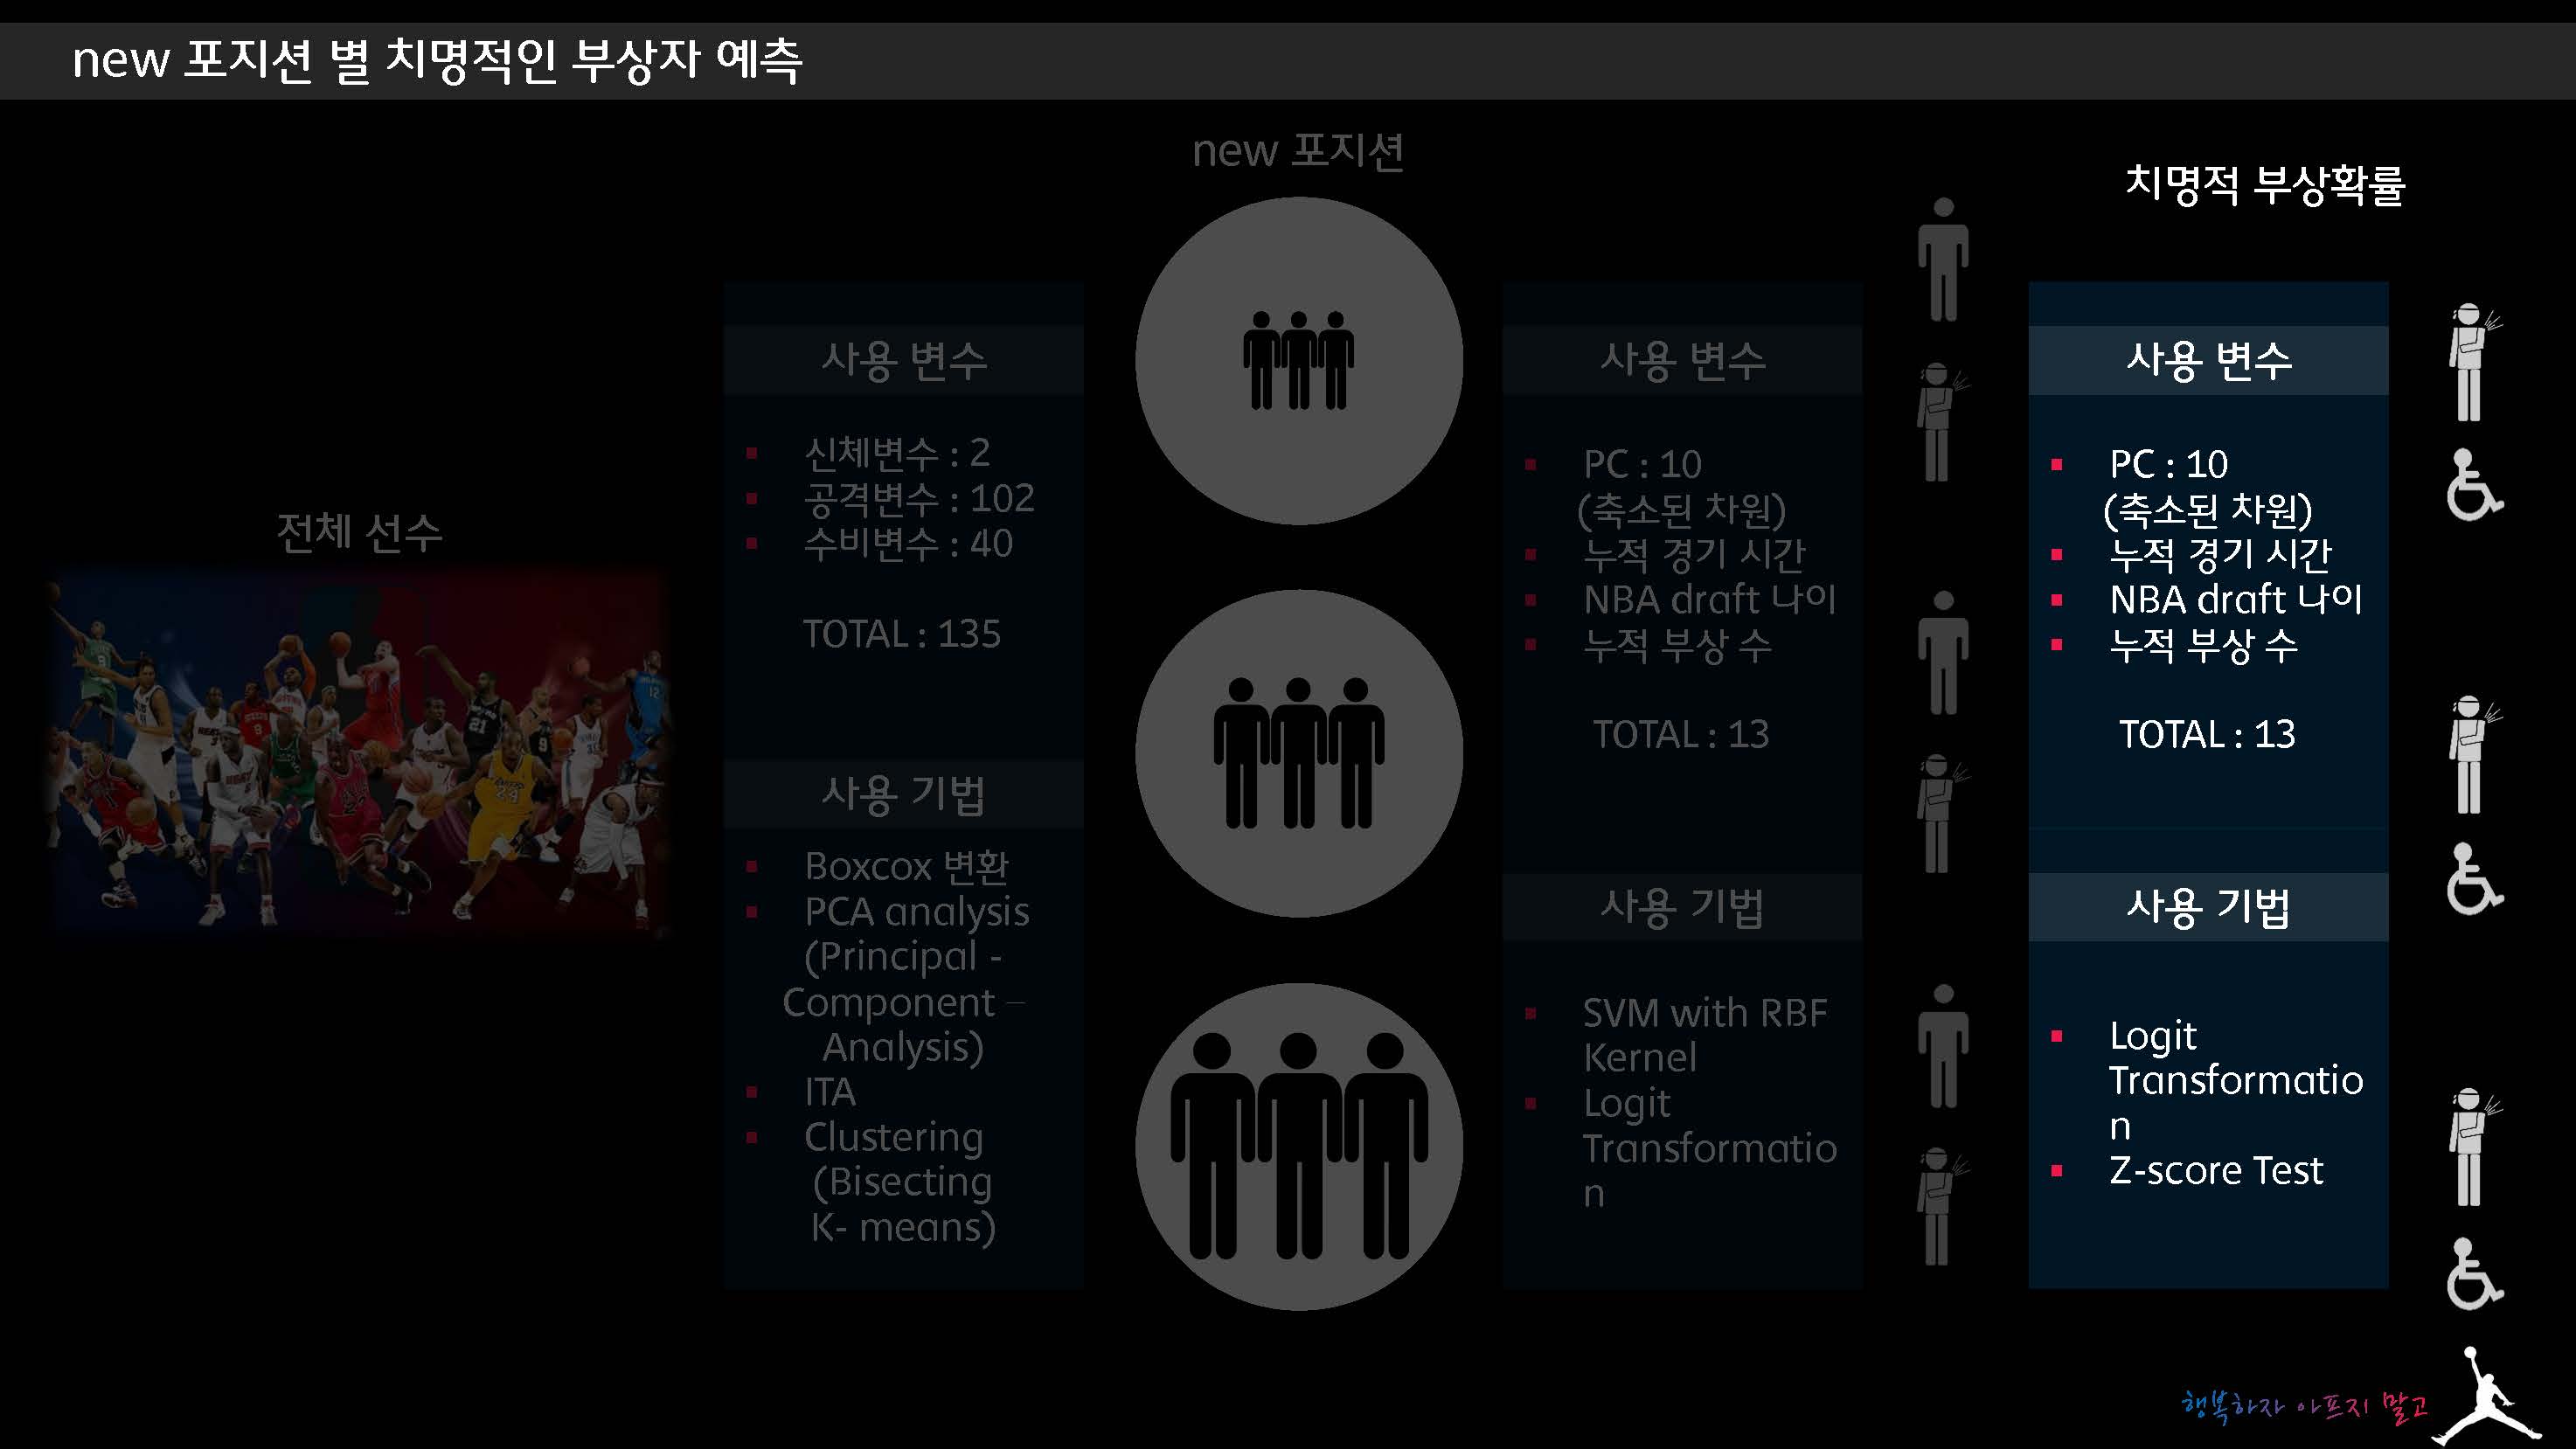 new 포지션 별 치명적인 부상자 예측
전체 선수
사용 변수
▪ 신체변수 : 2
▪ 공격변수 : 102
▪ 수비변수 : 40
TOTAL : 135
사용 기법
▪ Boxcox 변환
▪ PCA analysis
(Principal -
Component –
Analysis)
▪ ITA
▪ Clustering
(Bisecting
K- means)
new 포지션
사용 변수
▪ PC : 10
(축소된 차원)
▪ 누적 경기 시간
▪ NBA draft 나이
▪ 누적 부상 수
TOTAL : 13
사용 기법
▪ SVM with RBF
Kernel
▪ Logit
Transformatio
n
치명적 부상확률
사용 변수
▪ PC : 10
(축소된 차원)
▪ 누적 경기 시간
▪ NBA draft 나이
▪ 누적 부상 수
TOTAL : 13
사용 기법
▪ Logit
Transformatio
n
▪ Z-score Test
행복하자 아프지 말고